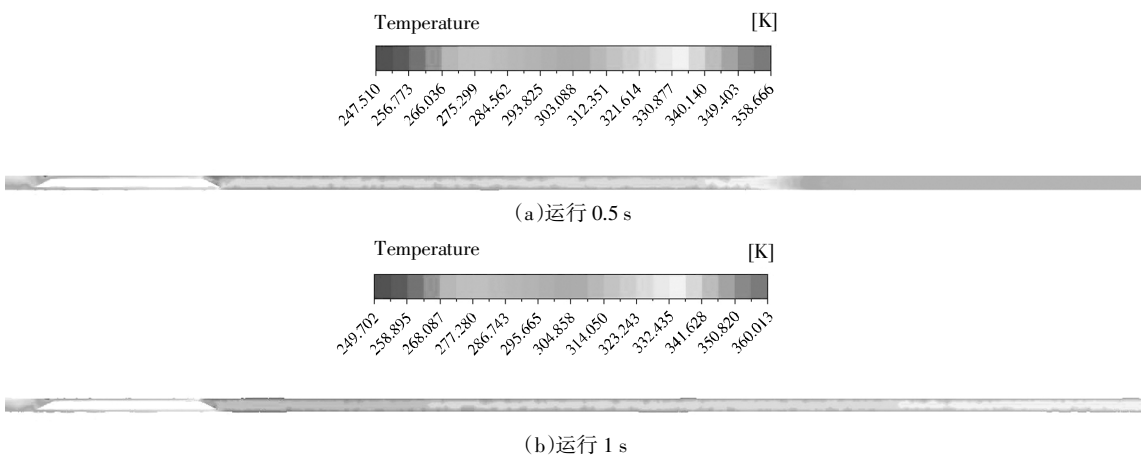 Temperature [K]
247.510 256.773 266.036 275.299 284.562 293.825 303.088 312.351 321.614 330.877 340.140 349.403 358.666
(a)运行 0.5 s
Temperature [K]
249.702 258.895 268.087 277.280 286.743 295.665 304.858 314.050 323.243 332.435 341.628 350.820 360.013
(b)运行 1 s